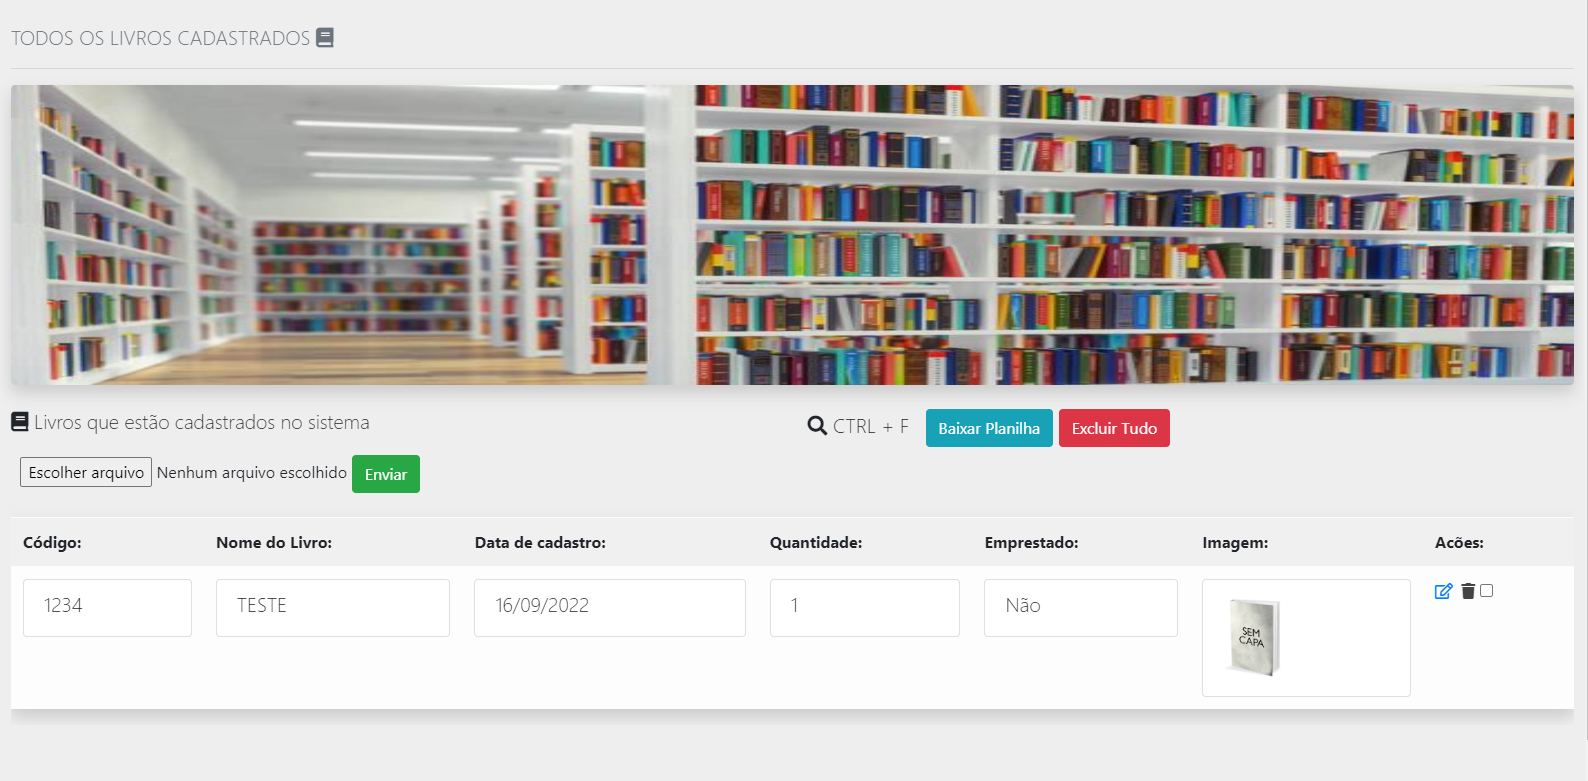 TODOS OS LIVROS CADASTRADOS
Livros que estão cadastrados no sistema
CTRL + F
Baixar Planilha
Excluir Tudo
Escolher arquivo Nenhum arquivo escolhido Enviar
Código: Nome do Livro: Data de cadastro: Quantidade: Emprestado: Imagem: Acões:
1234 TESTE 16/09/2022 1 Não
SEM
CAPA